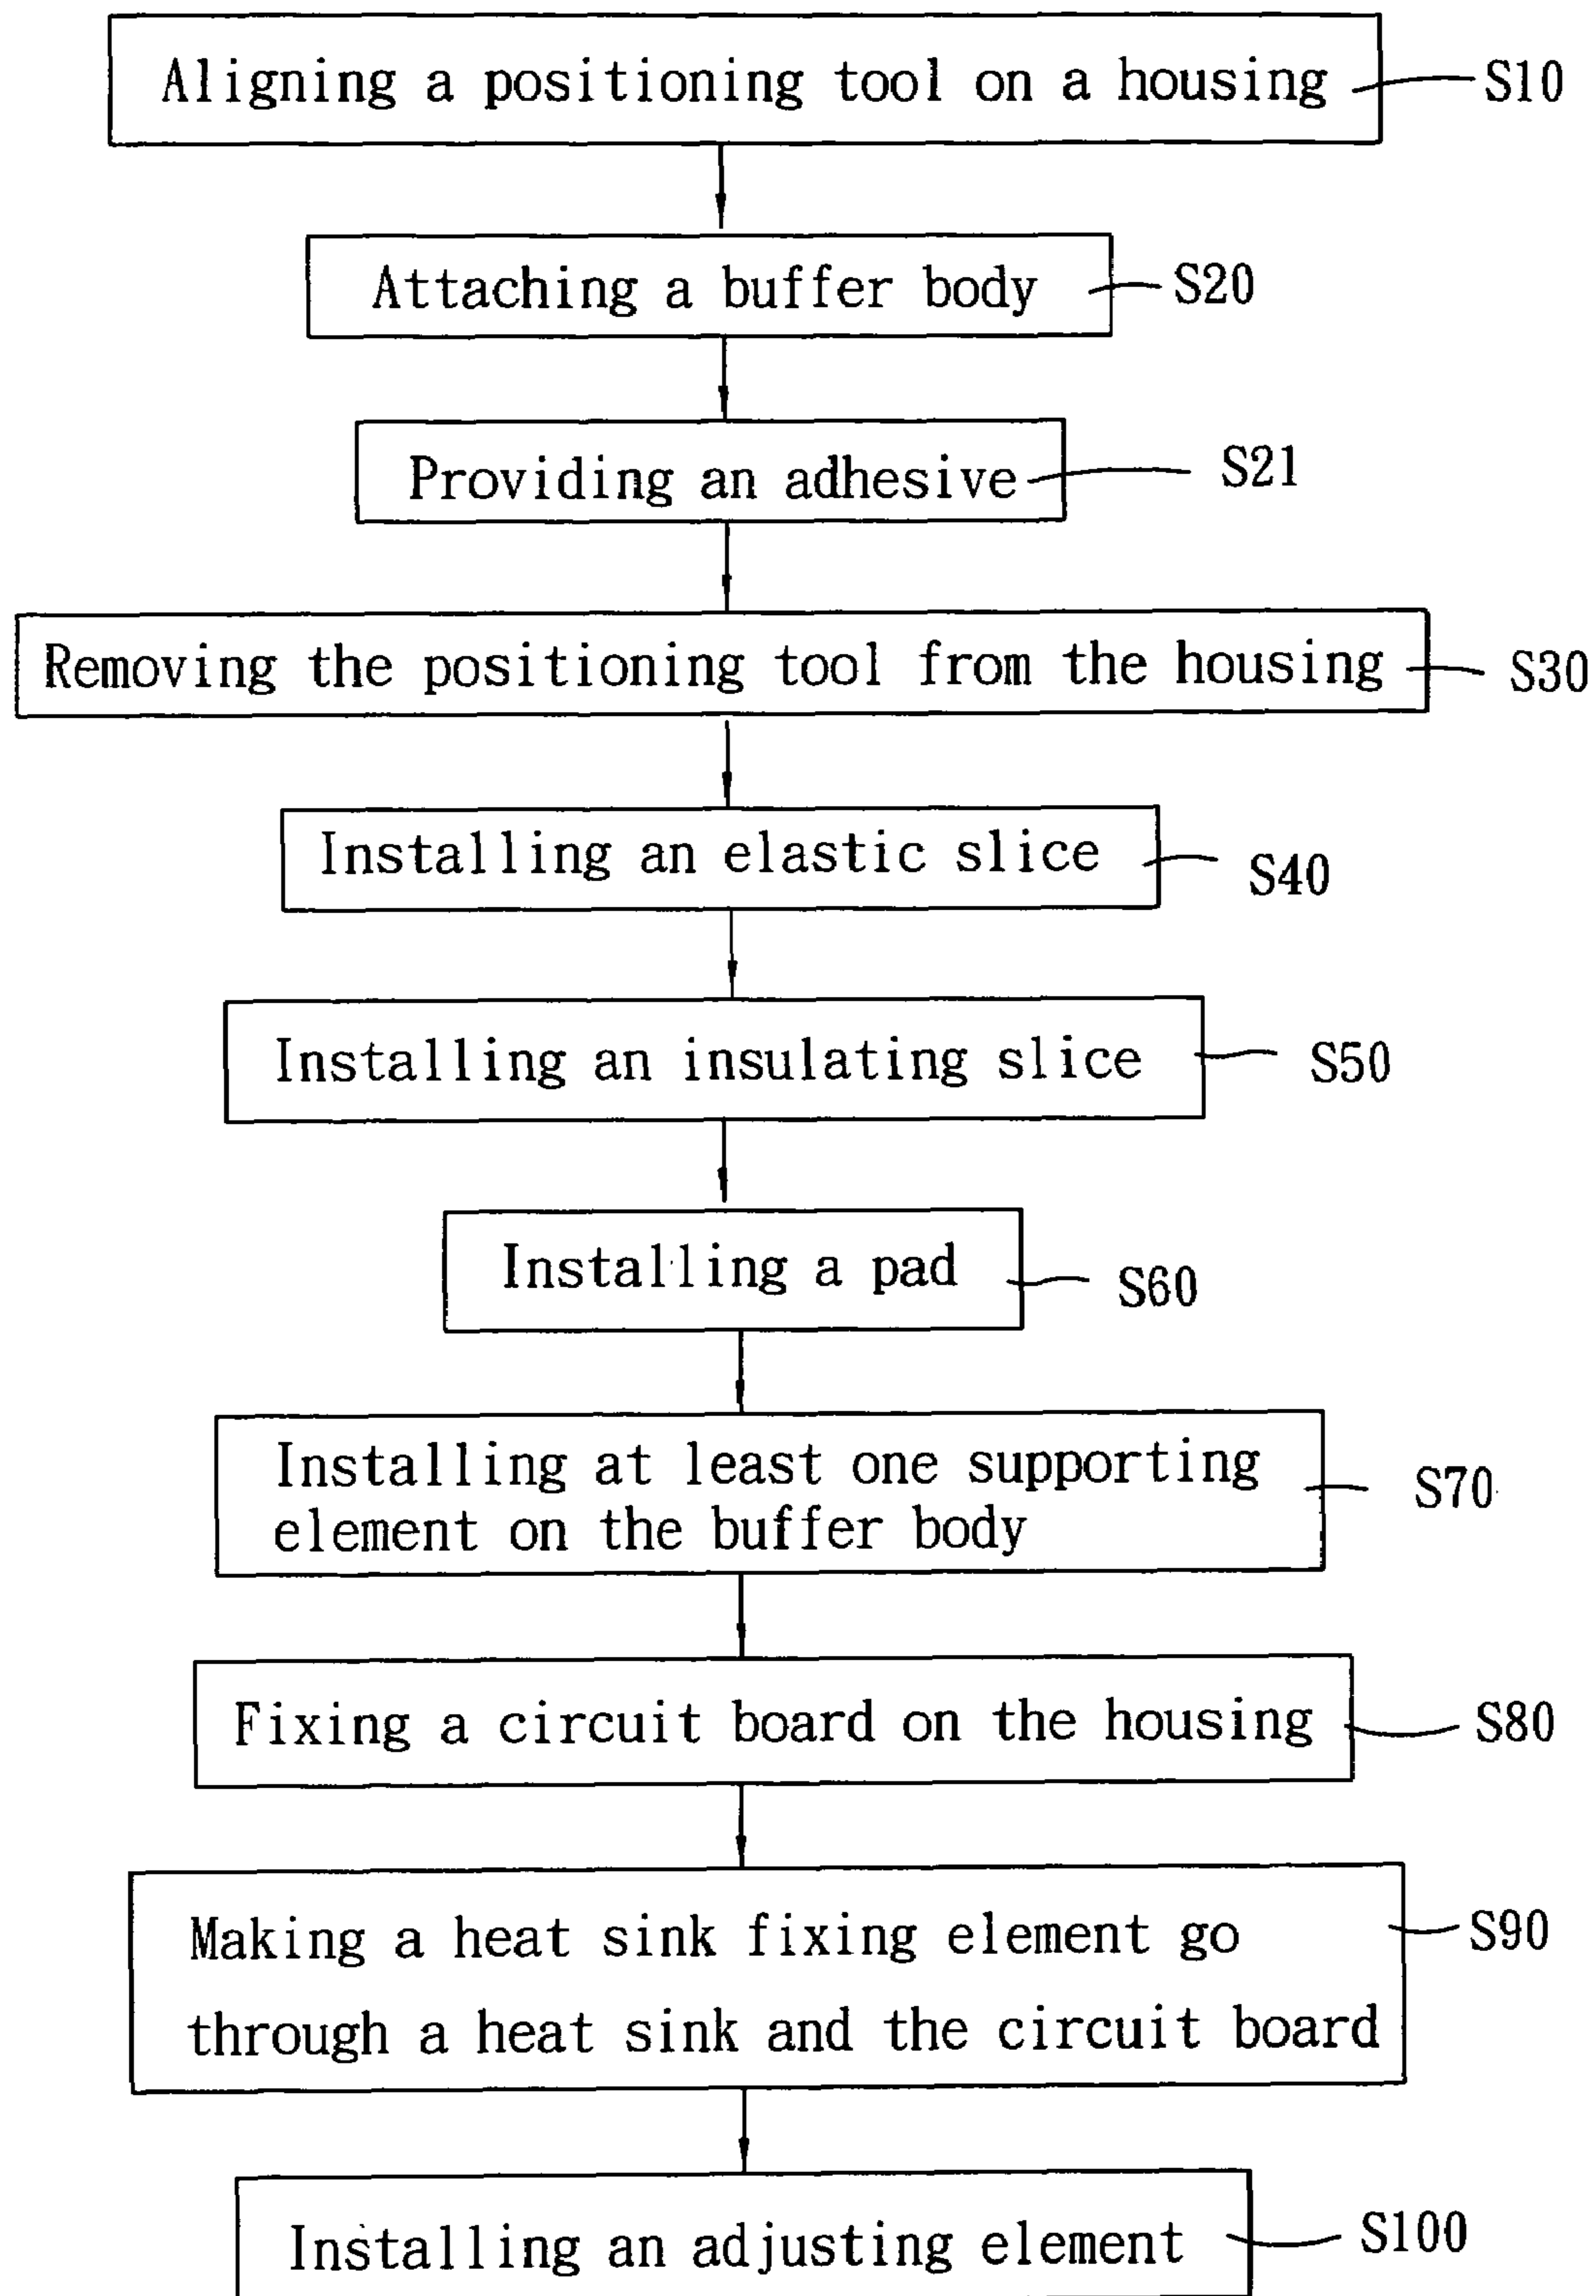 Aligning a positioning tool on a housing S10
Attaching a buffer body S20
Providing an adhesive S21
Removing the positioning tool from the housing S30
Installing an elastic slice S40
Installing an insulating slice S50
Installing a pad S60
Installing at least one supporting
element on the buffer body
S70
Fixing a circuit board on the housing S80
Making a heat sink fixing element go
through a heat sink and the circuit board
S90
Installing an adjusting element S100